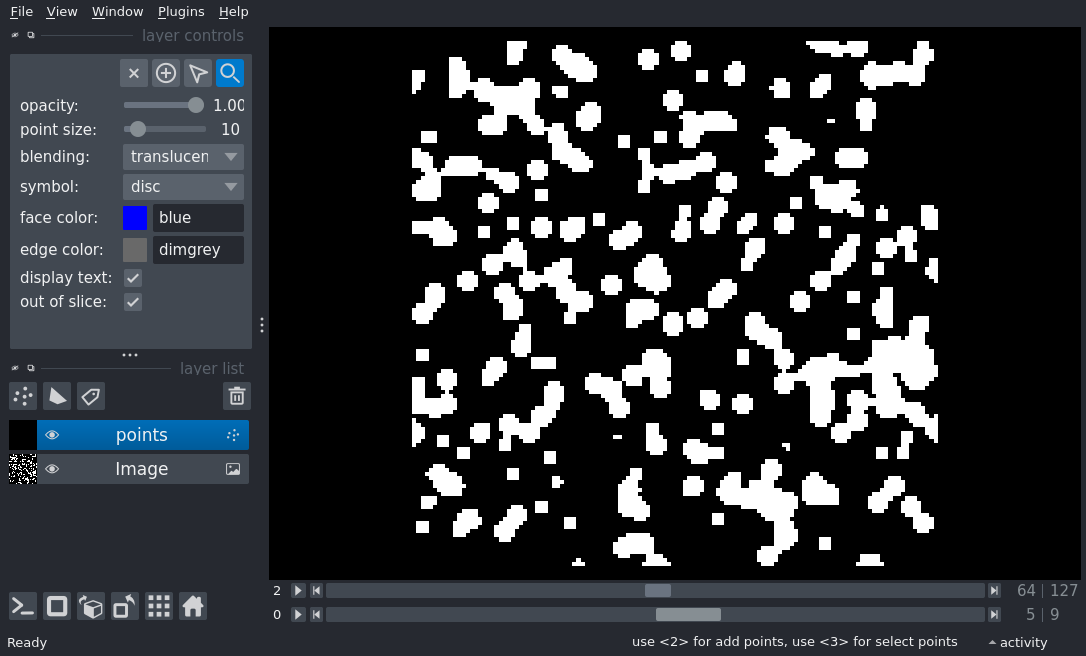 File View Window Plugins Help
layer controls
opacity: 1.00
point size: 10
blending: translucen
symbol: disc
face color: blue
edge color: dimgrey
display text:
out of slice:
layer list
points
Image
2 64 | 127
0 5 | 9
Ready use <2> for add points, use <3> for select points activity